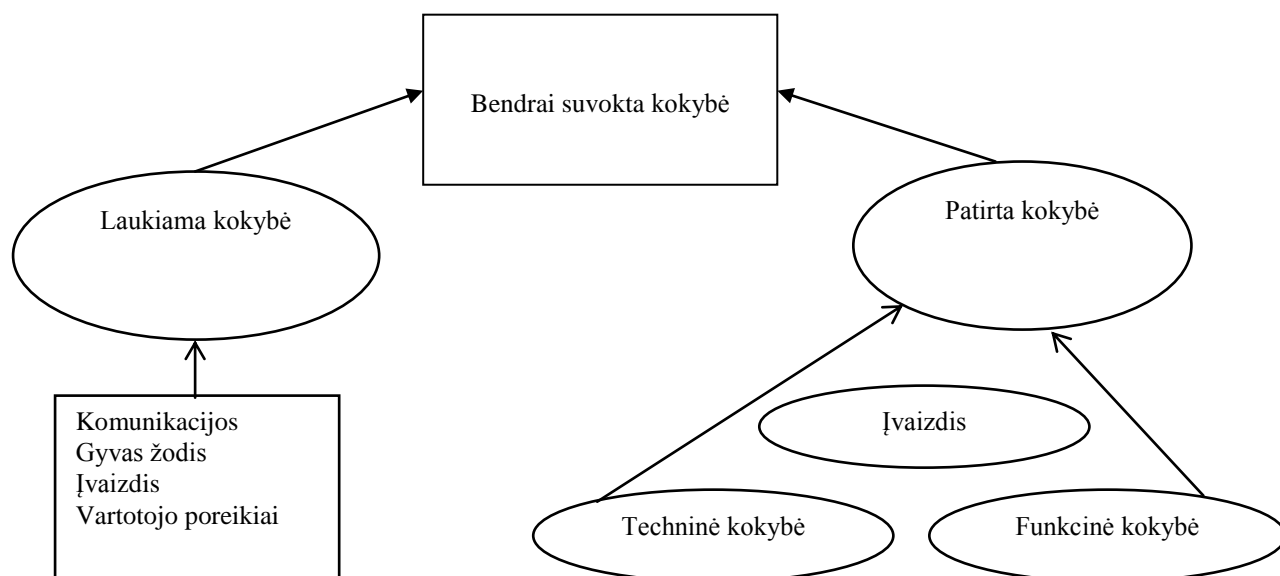 Bendrai suvokta kokybė
Laukiama kokybė
Patirta kokybė
Komunikacijos
Gyvas žodis
Įvaizdis
Vartotojo poreikiai
Įvaizdis
Techninė kokybė
Funkcinė kokybė